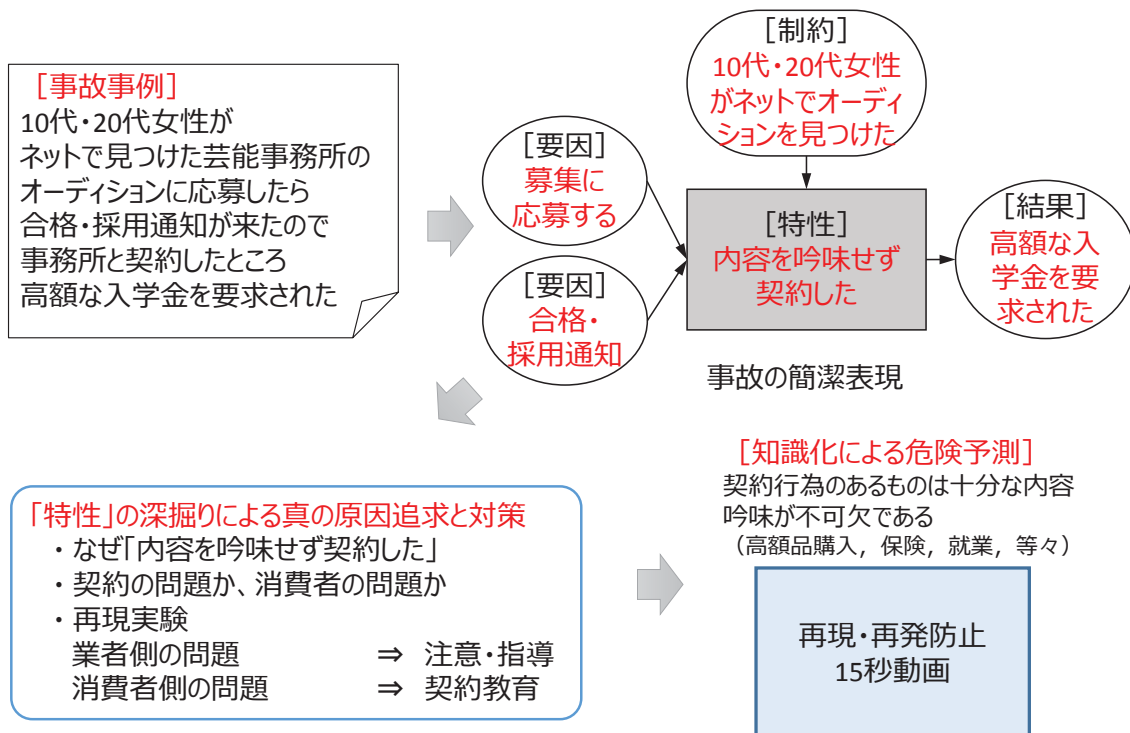 [事故事例]
10代・20代女性が
ネットで見つけた芸能事務所の
オーディションに応募したら
合格・採用通知が来たので
事務所と契約したところ
高額な入学金を要求された
[要因]
募集に
応募する
[要因]
合格・
採用通知
[制約]
10代・20代女性
がネットでオーディ
ションを見つけた
[特性]
内容を吟味せず
契約した
[結果]
高額な入
学金を要
求された
事故の簡潔表現
「特性」の深掘りによる真の原因追求と対策
・なぜ「内容を吟味せず契約した」
・契約の問題か、消費者の問題か
・再現実験
業者側の問題 ⇒ 注意・指導
消費者側の問題 ⇒ 契約教育
[知識化による危険予測]
契約行為のあるものは十分な内容
吟味が不可欠である
（高額品購入，保険，就業，等々）
再現・再発防止
15秒動画